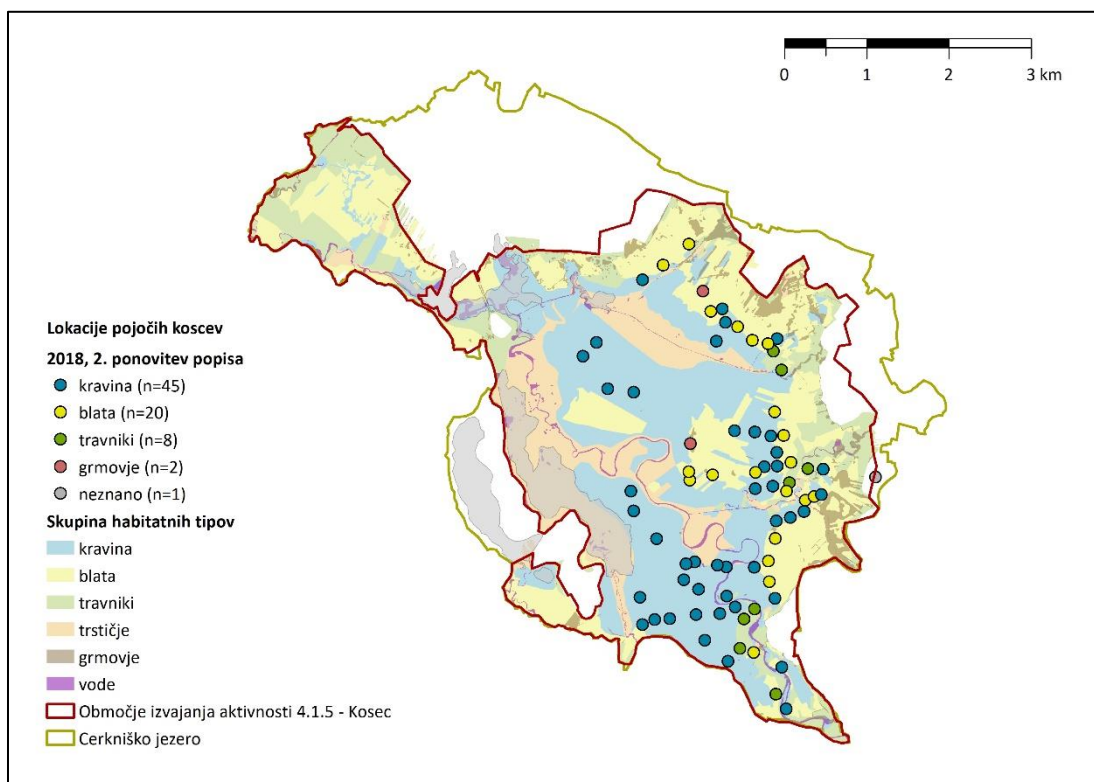 0 1 2 3 km
Lokacije pojočih koscev
2018, 2. ponovitev popisa
kravina (n=45)
blata (n=20)
travniki (n=8)
grmovje (n=2)
neznano (n=1)
Skupina habitatnih tipov
kravina
blata
travniki
trstičje
grmovje
vode
Območje izvajanja aktivnosti 4.1.5 - Kosec
Cerkniško jezero